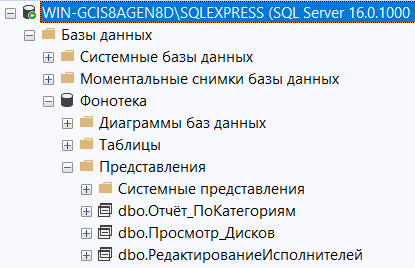 WIN-GCIS8AGEN8D\SQLEXPRESS (SQL Server 16.0.1000
Базы данных
Системные базы данных
Моментальные снимки базы данных
Фонотека
Диаграммы баз данных
Таблицы
Представления
Системные представления
dbo.Отчёт_ПоКатегориям
dbo.Просмотр_Дисков
dbo.РедактированиеИсполнителей